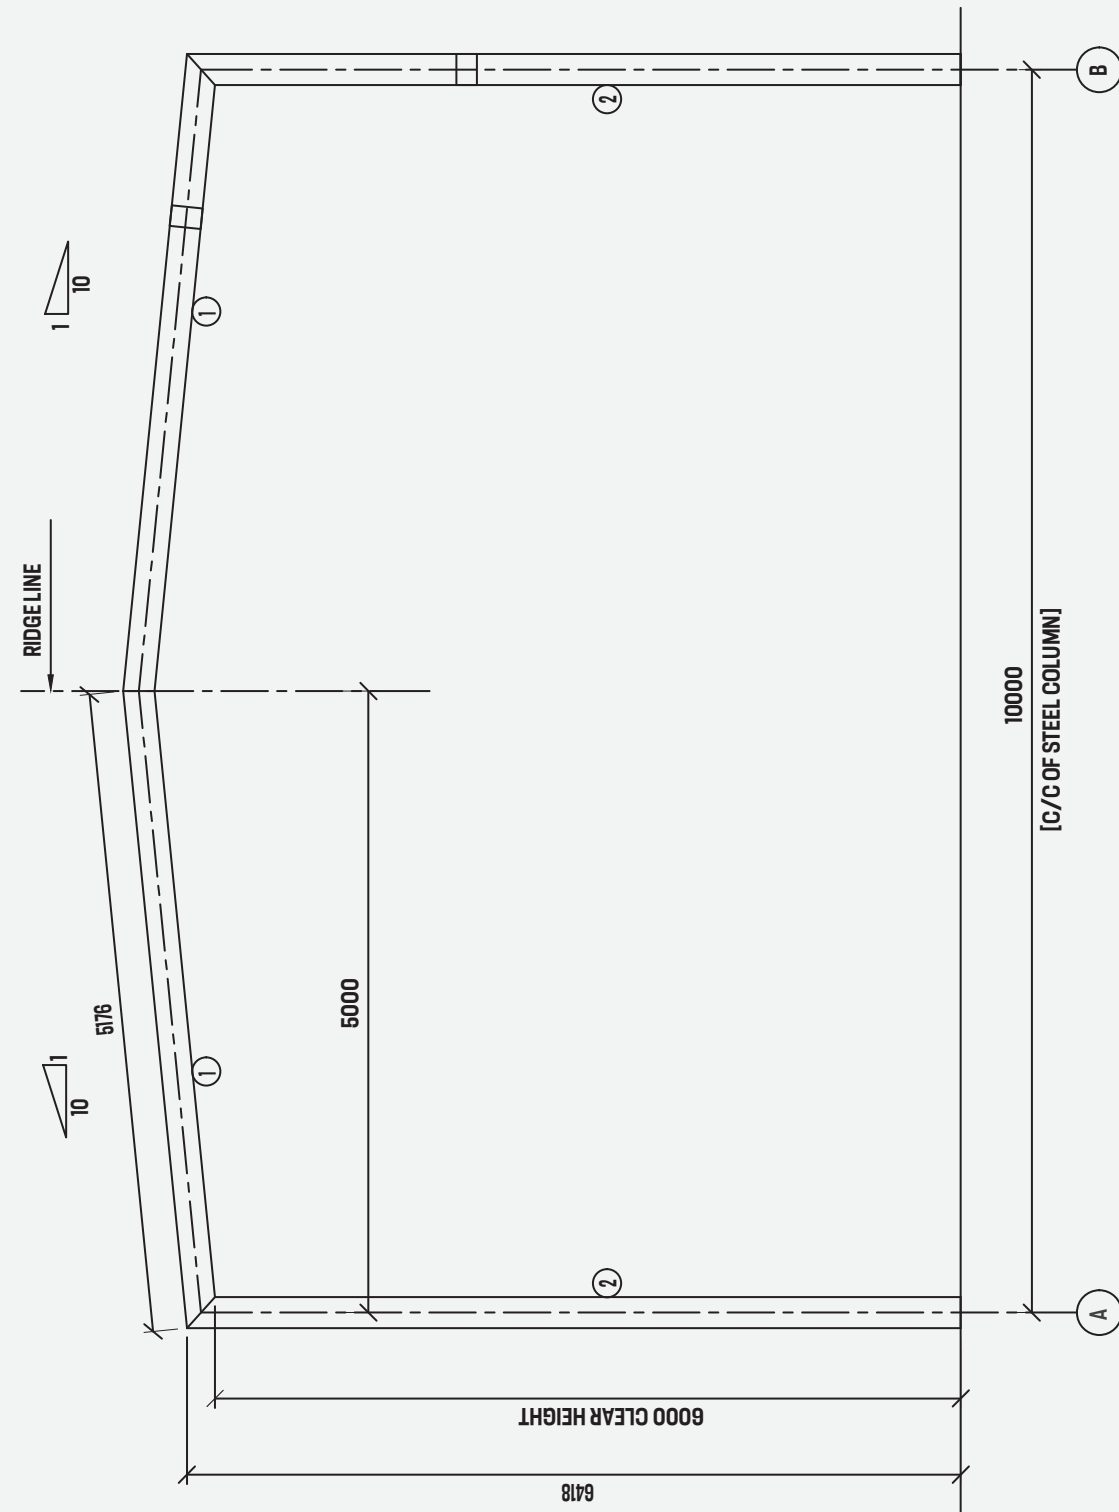 RIDGE LINE
1
10
1
10
5176
5000
1
1
2
2
10000
[C/C OF STEEL COLUMN]
6000 CLEAR HEIGHT
6418
A
B